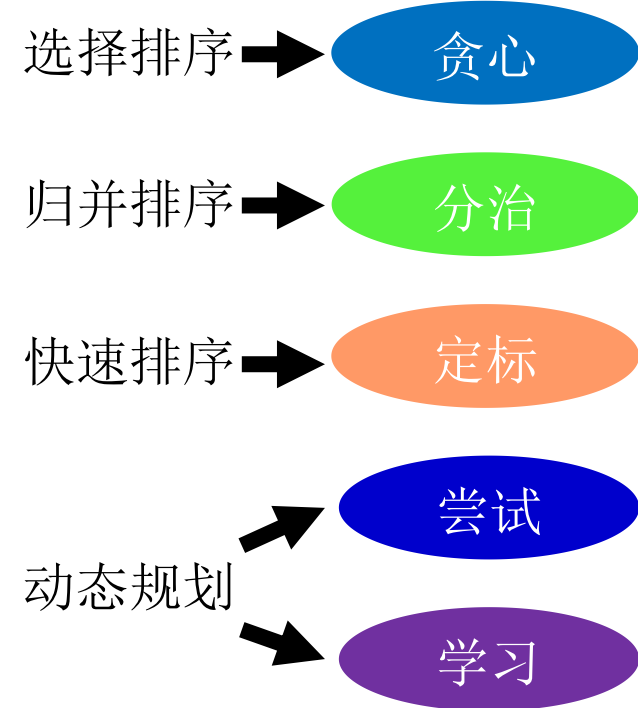 选择排序 贪心
归并排序 分治
快速排序 定标
尝试
动态规划
学习